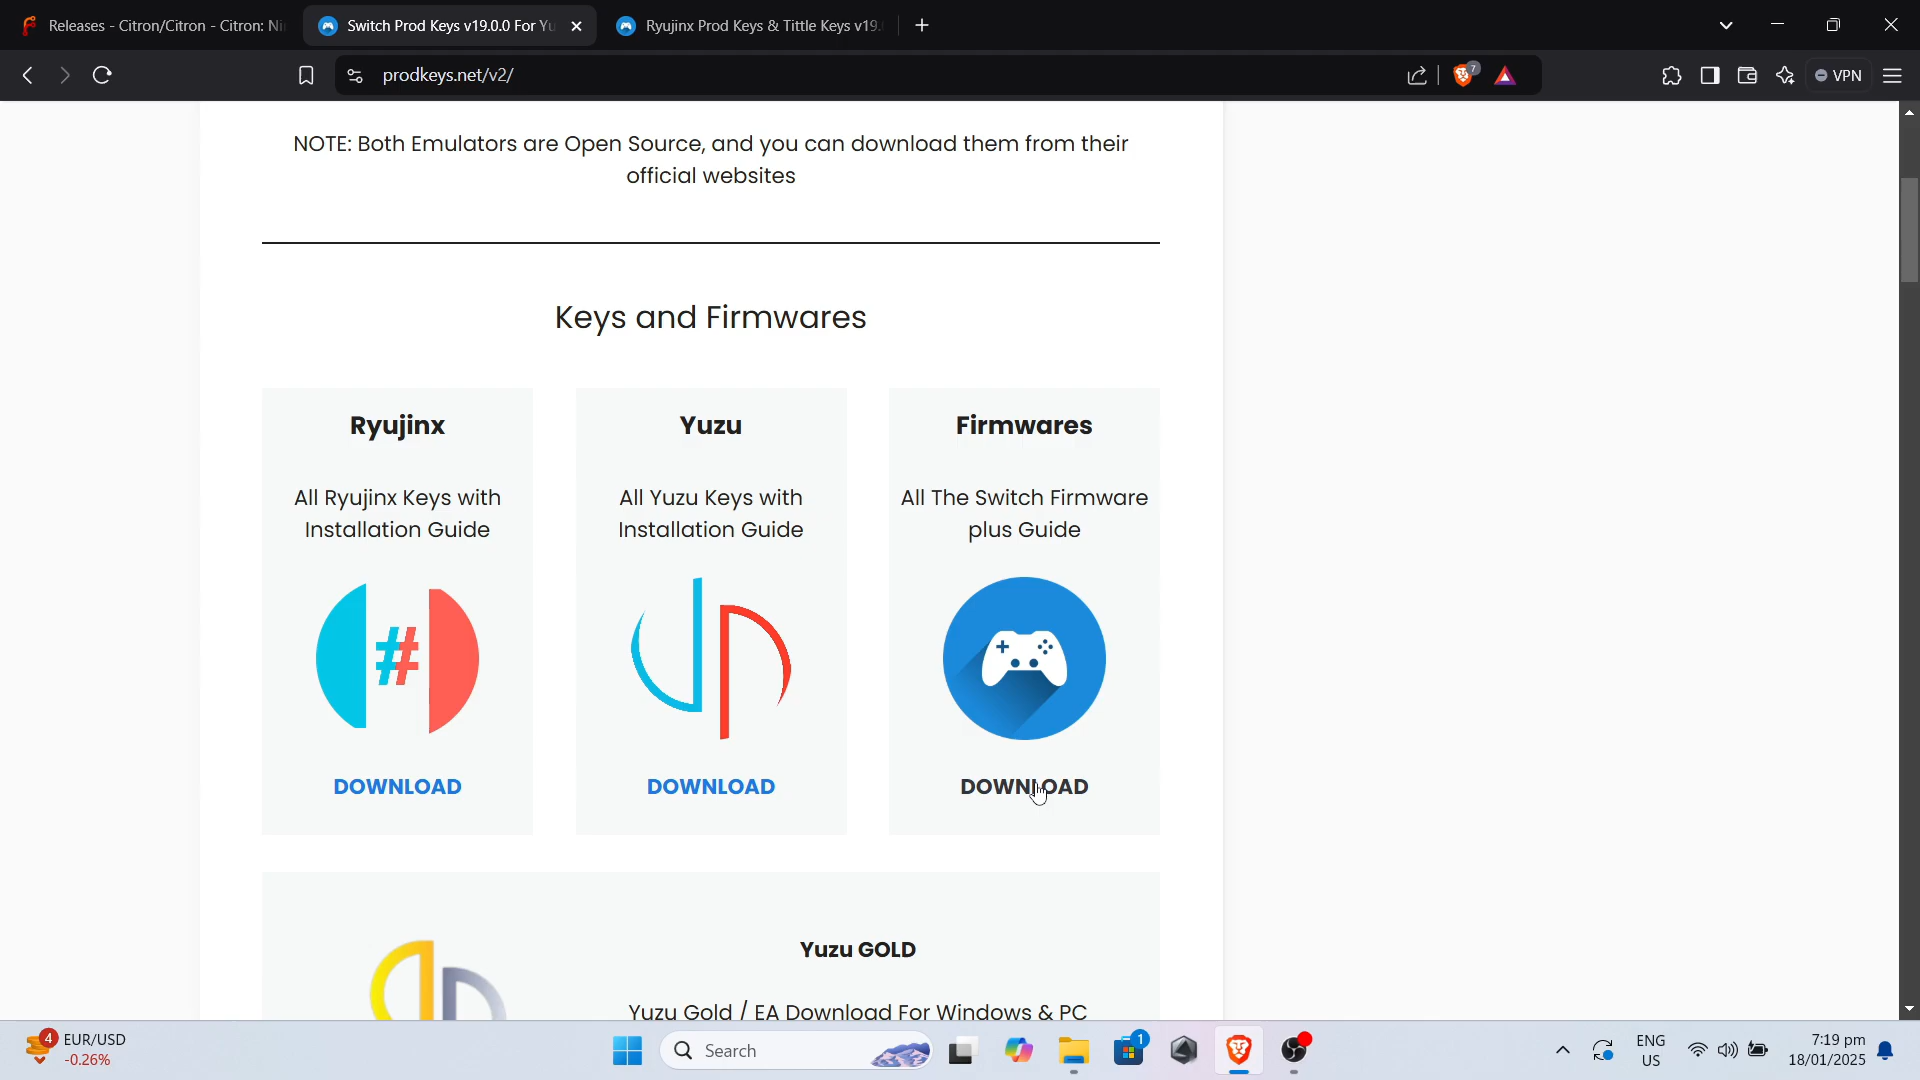 Releases - Citron/Citron - Citron: Ni
Switch Prod Keys v19.0.0 For Yu
Ryujinx Prod Keys & Tittle Keys v19.
prodkeys.net/v2/
7
VPN
NOTE: Both Emulators are Open Source, and you can download them from their
official websites
Keys and Firmwares
Ryujinx
All Ryujinx Keys with
Installation Guide
#
DOWNLOAD
Yuzu
All Yuzu Keys with
Installation Guide
DOWNLOAD
Firmwares
All The Switch Firmware
plus Guide
DOWNLOAD
Yuzu GOLD
Yuzu Gold / EA Download For Windows & PC
4
EUR/USD
-0.26%
Search
1
ENG
US
7:19 pm
18/01/2025